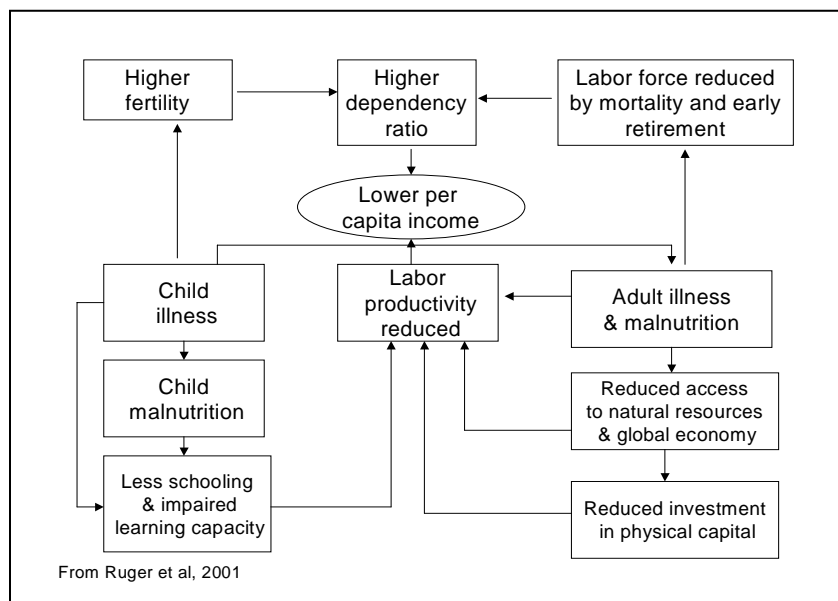 Higher
fertility
Higher
dependency
ratio
Labor force reduced
by mortality and early
retirement
Lower per
capita income
Child
illness
Labor
productivity
reduced
Adult illness
& malnutrition
Child
malnutrition
Reduced access
to natural resources
& global economy
Less schooling
& impaired
learning capacity
Reduced investment
in physical capital
From Ruger et al, 2001